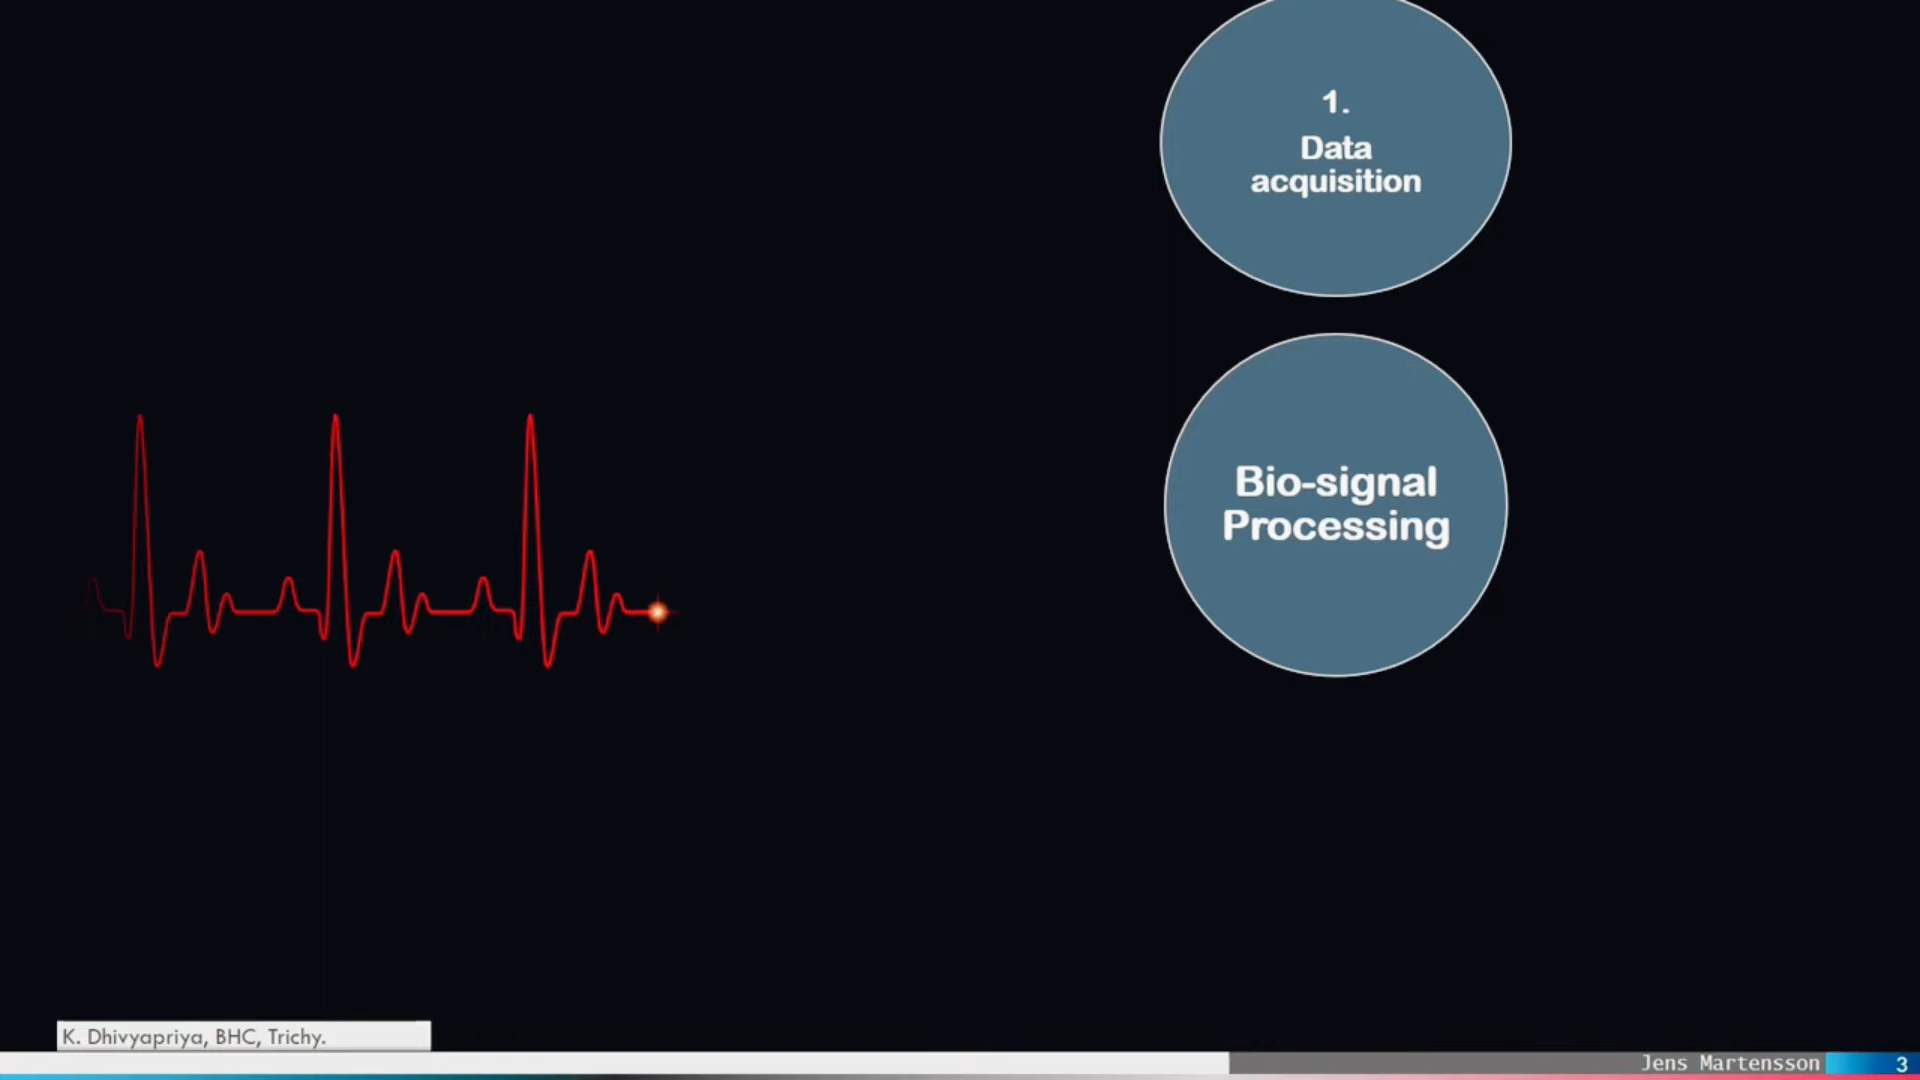 1.
Data
acquisition
Bio-signal
Processing
K. Dhivyapriya, BHC, Trichy.
Jens Martensson
3